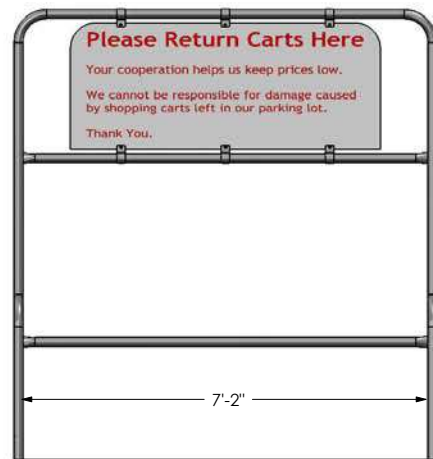 Please Return Carts Here
Your cooperation helps us keep prices low.
We cannot be responsible for damage caused
by shopping carts left in our parking lot.
Thank You.
7'-2"